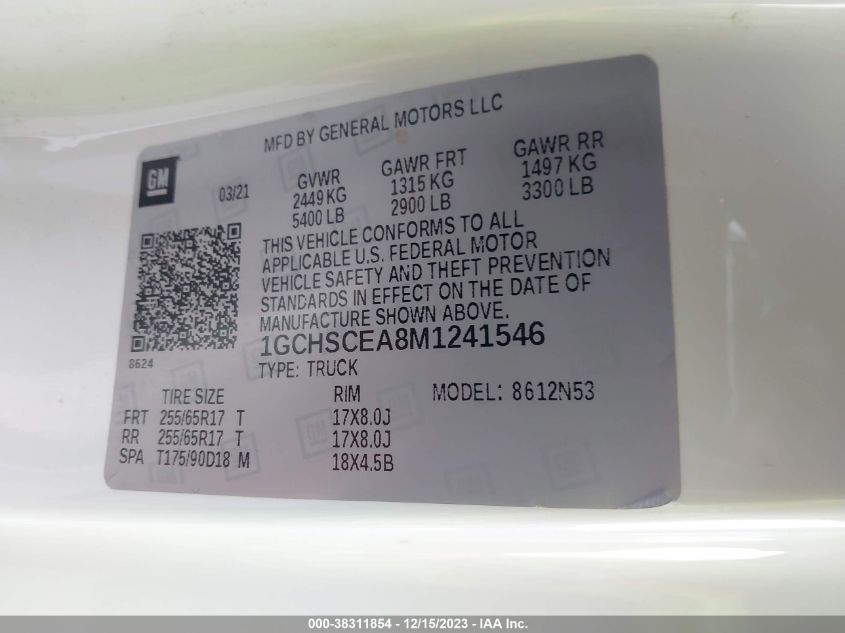 MFD BY GENERAL MOTORS LLC
GM
03/21
GVWR GAWR FRT GAWR RR
2449 KG 1315 KG 1497 KG
5400 LB 2900 LB 3300 LB
THIS VEHICLE CONFORMS TO ALL
APPLICABLE U.S. FEDERAL MOTOR
VEHICLE SAFETY AND THEFT PREVENTION
STANDARDS IN EFFECT ON THE DATE OF
MANUFACTURE SHOWN ABOVE.
1GCHSCEA8M1241546
8624
TYPE: TRUCK
TIRE SIZE RIM MODEL: 8612N53
FRT 255/65R17 T 17X8.0J
RR 255/65R17 T 17X8.0J
SPA T175/90D18 M 18X4.5B
000-38311854 - 12/15/2023 - IAA Inc.